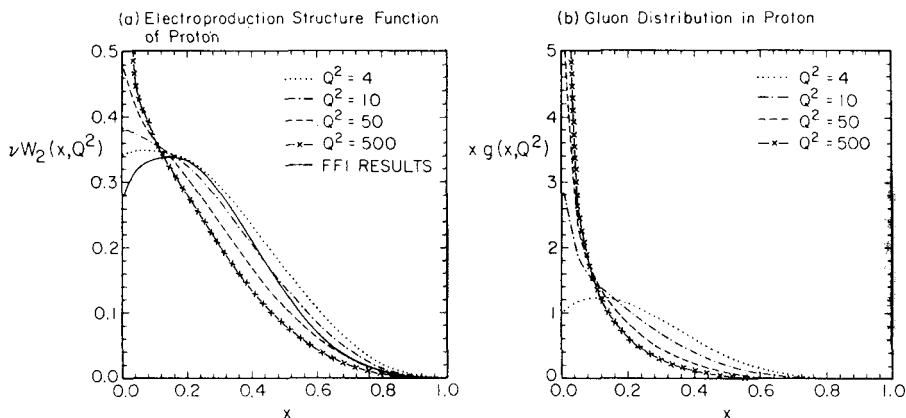 (a) Electroproduction Structure Function
of Proton
0.5
0.4
νW₂(x,Q²)
0.3
0.2
0.1
0.0
0.0 0.2 0.4 0.6 0.8 1.0
x
Q² = 4
Q² = 10
Q² = 50
Q² = 500
FF1 RESULTS
(b) Gluon Distribution in Proton
5
4
x g(x,Q²)
3
2
1
0
0.0 0.2 0.4 0.6 0.8 1.0
x
Q² = 4
Q² = 10
Q² = 50
Q² = 500